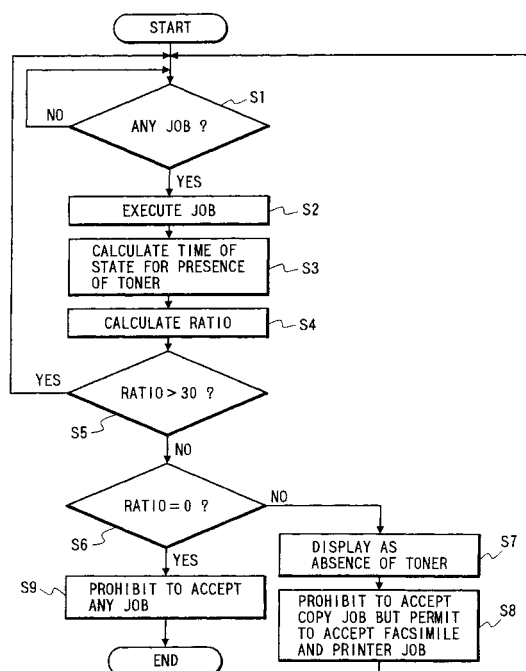 START
S1
NO
ANY JOB ?
YES
EXECUTE JOB
S2
CALCULATE TIME OF
STATE FOR PRESENCE
OF TONER
S3
CALCULATE RATIO
S4
YES
RATIO > 30 ?
S5
NO
RATIO = 0 ?
NO
S6
YES
DISPLAY AS
ABSENCE OF TONER
S7
S9
PROHIBIT TO ACCEPT
ANY JOB
PROHIBIT TO ACCEPT
COPY JOB BUT PERMIT
TO ACCEPT FACSIMILE
AND PRINTER JOB
S8
END